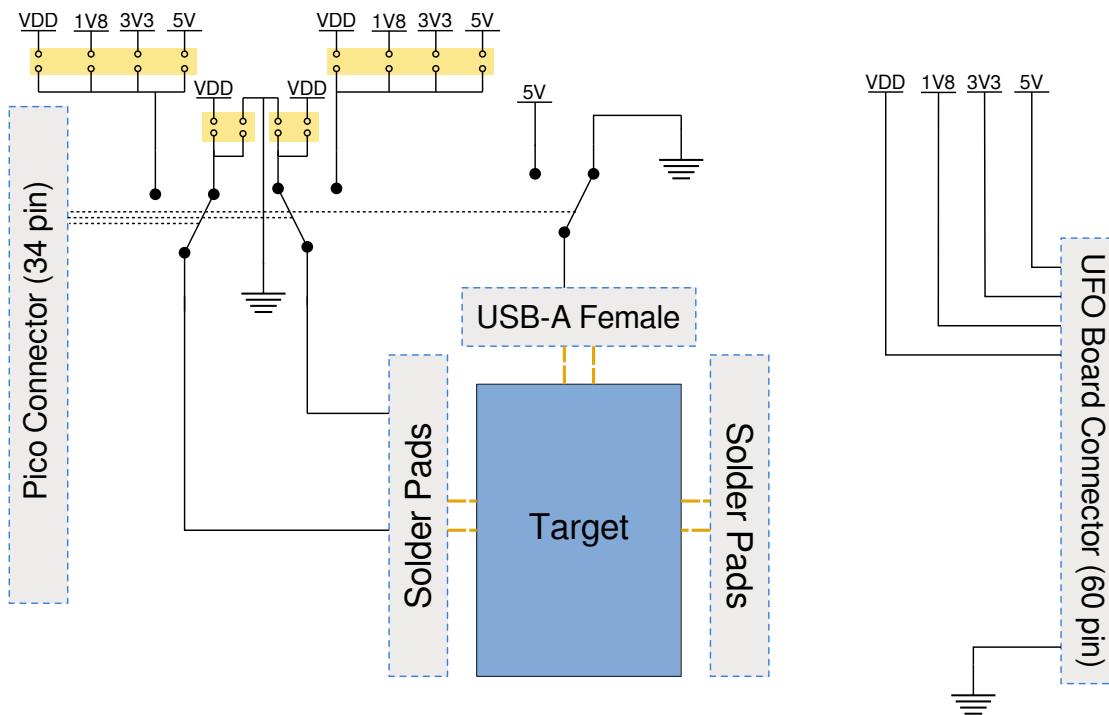 VDD 1V8 3V3 5V
VDD 1V8 3V3 5V
VDD 1V8 3V3 5V
VDD VDD
5V
Pico Connector (34 pin)
USB-A Female
Solder Pads
Target
Solder Pads
UFO Board Connector (60 pin)